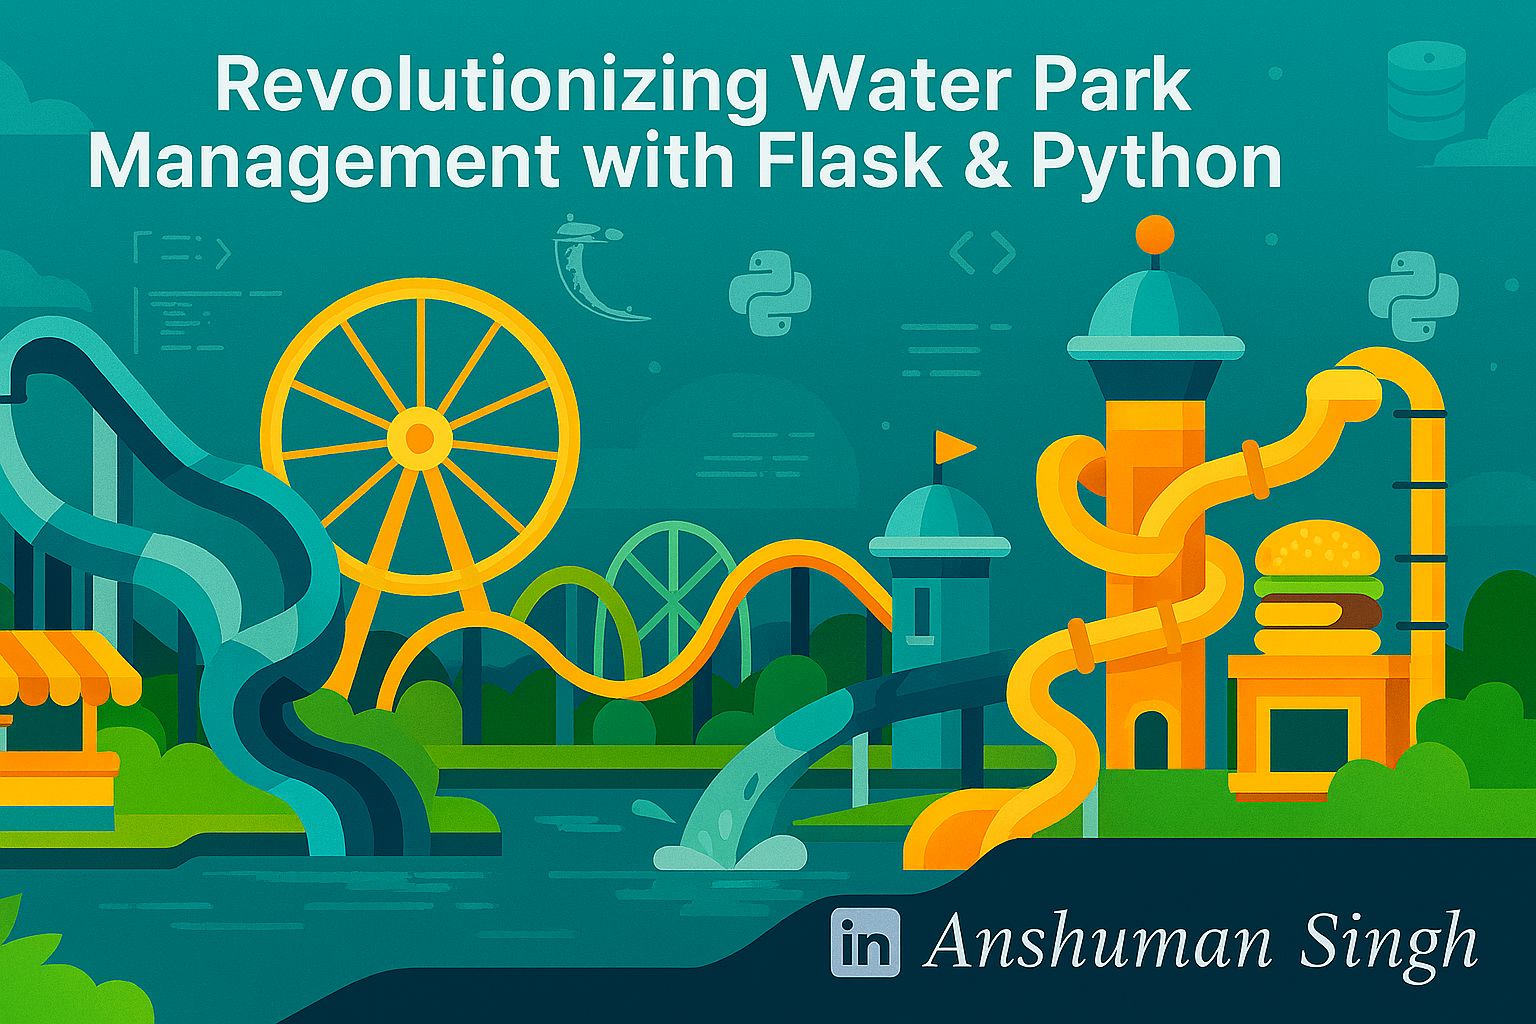 Revolutionizing Water Park
Management with Flask & Python
in Anshuman Singh